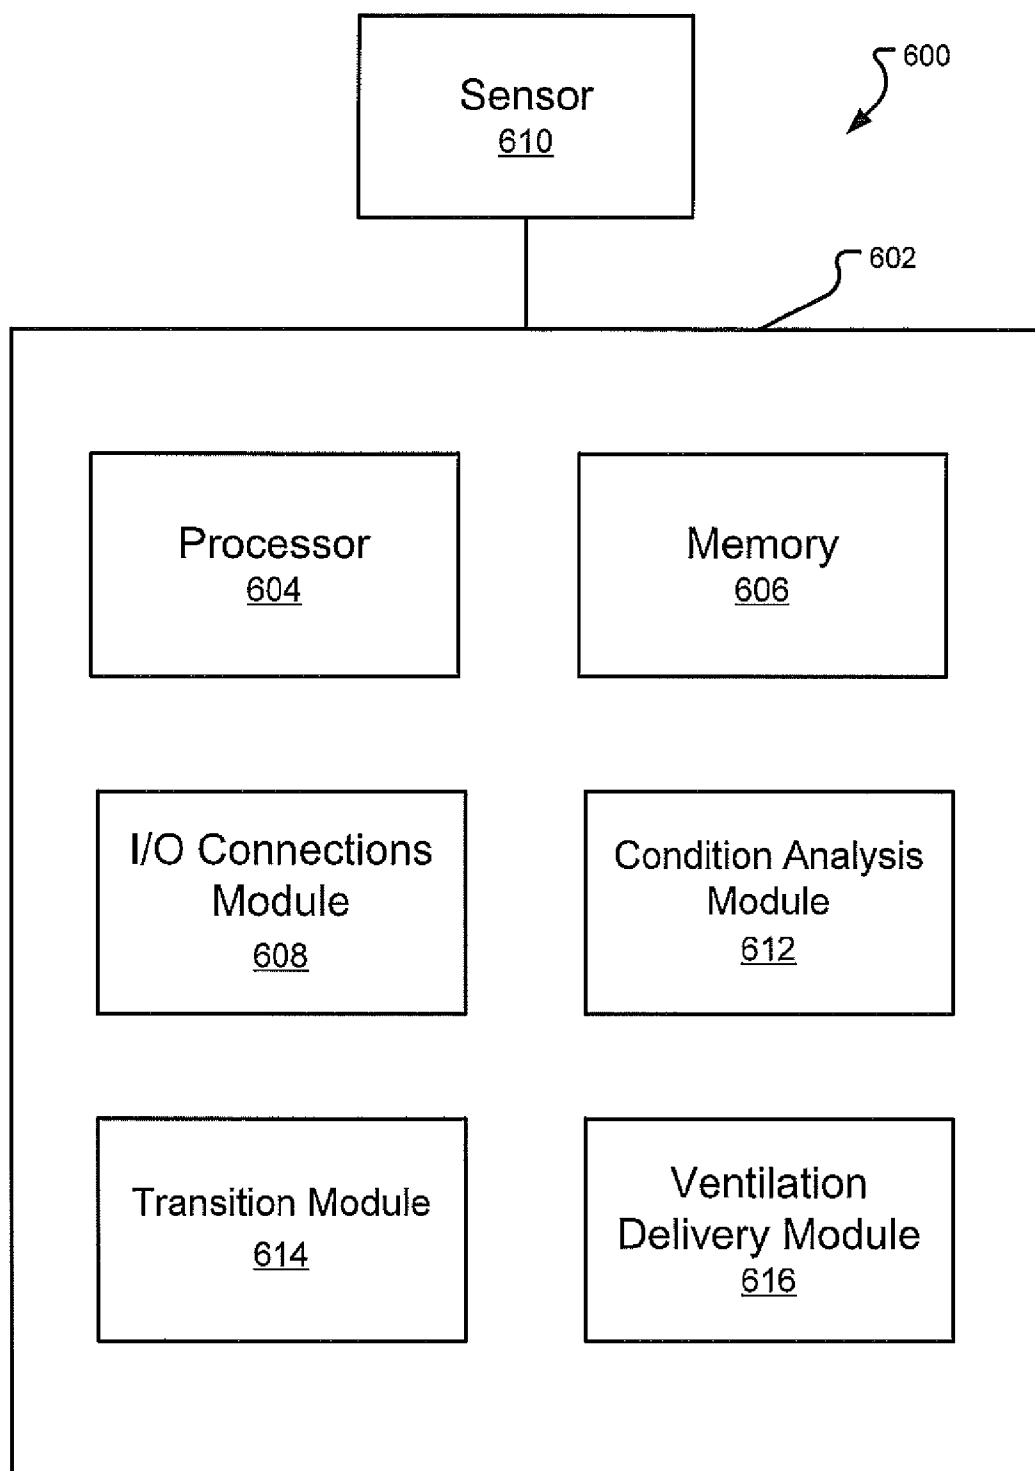 600
Sensor
610
602
Processor
604
Memory
606
I/O Connections
Module
608
Condition Analysis
Module
612
Transition Module
614
Ventilation
Delivery Module
616